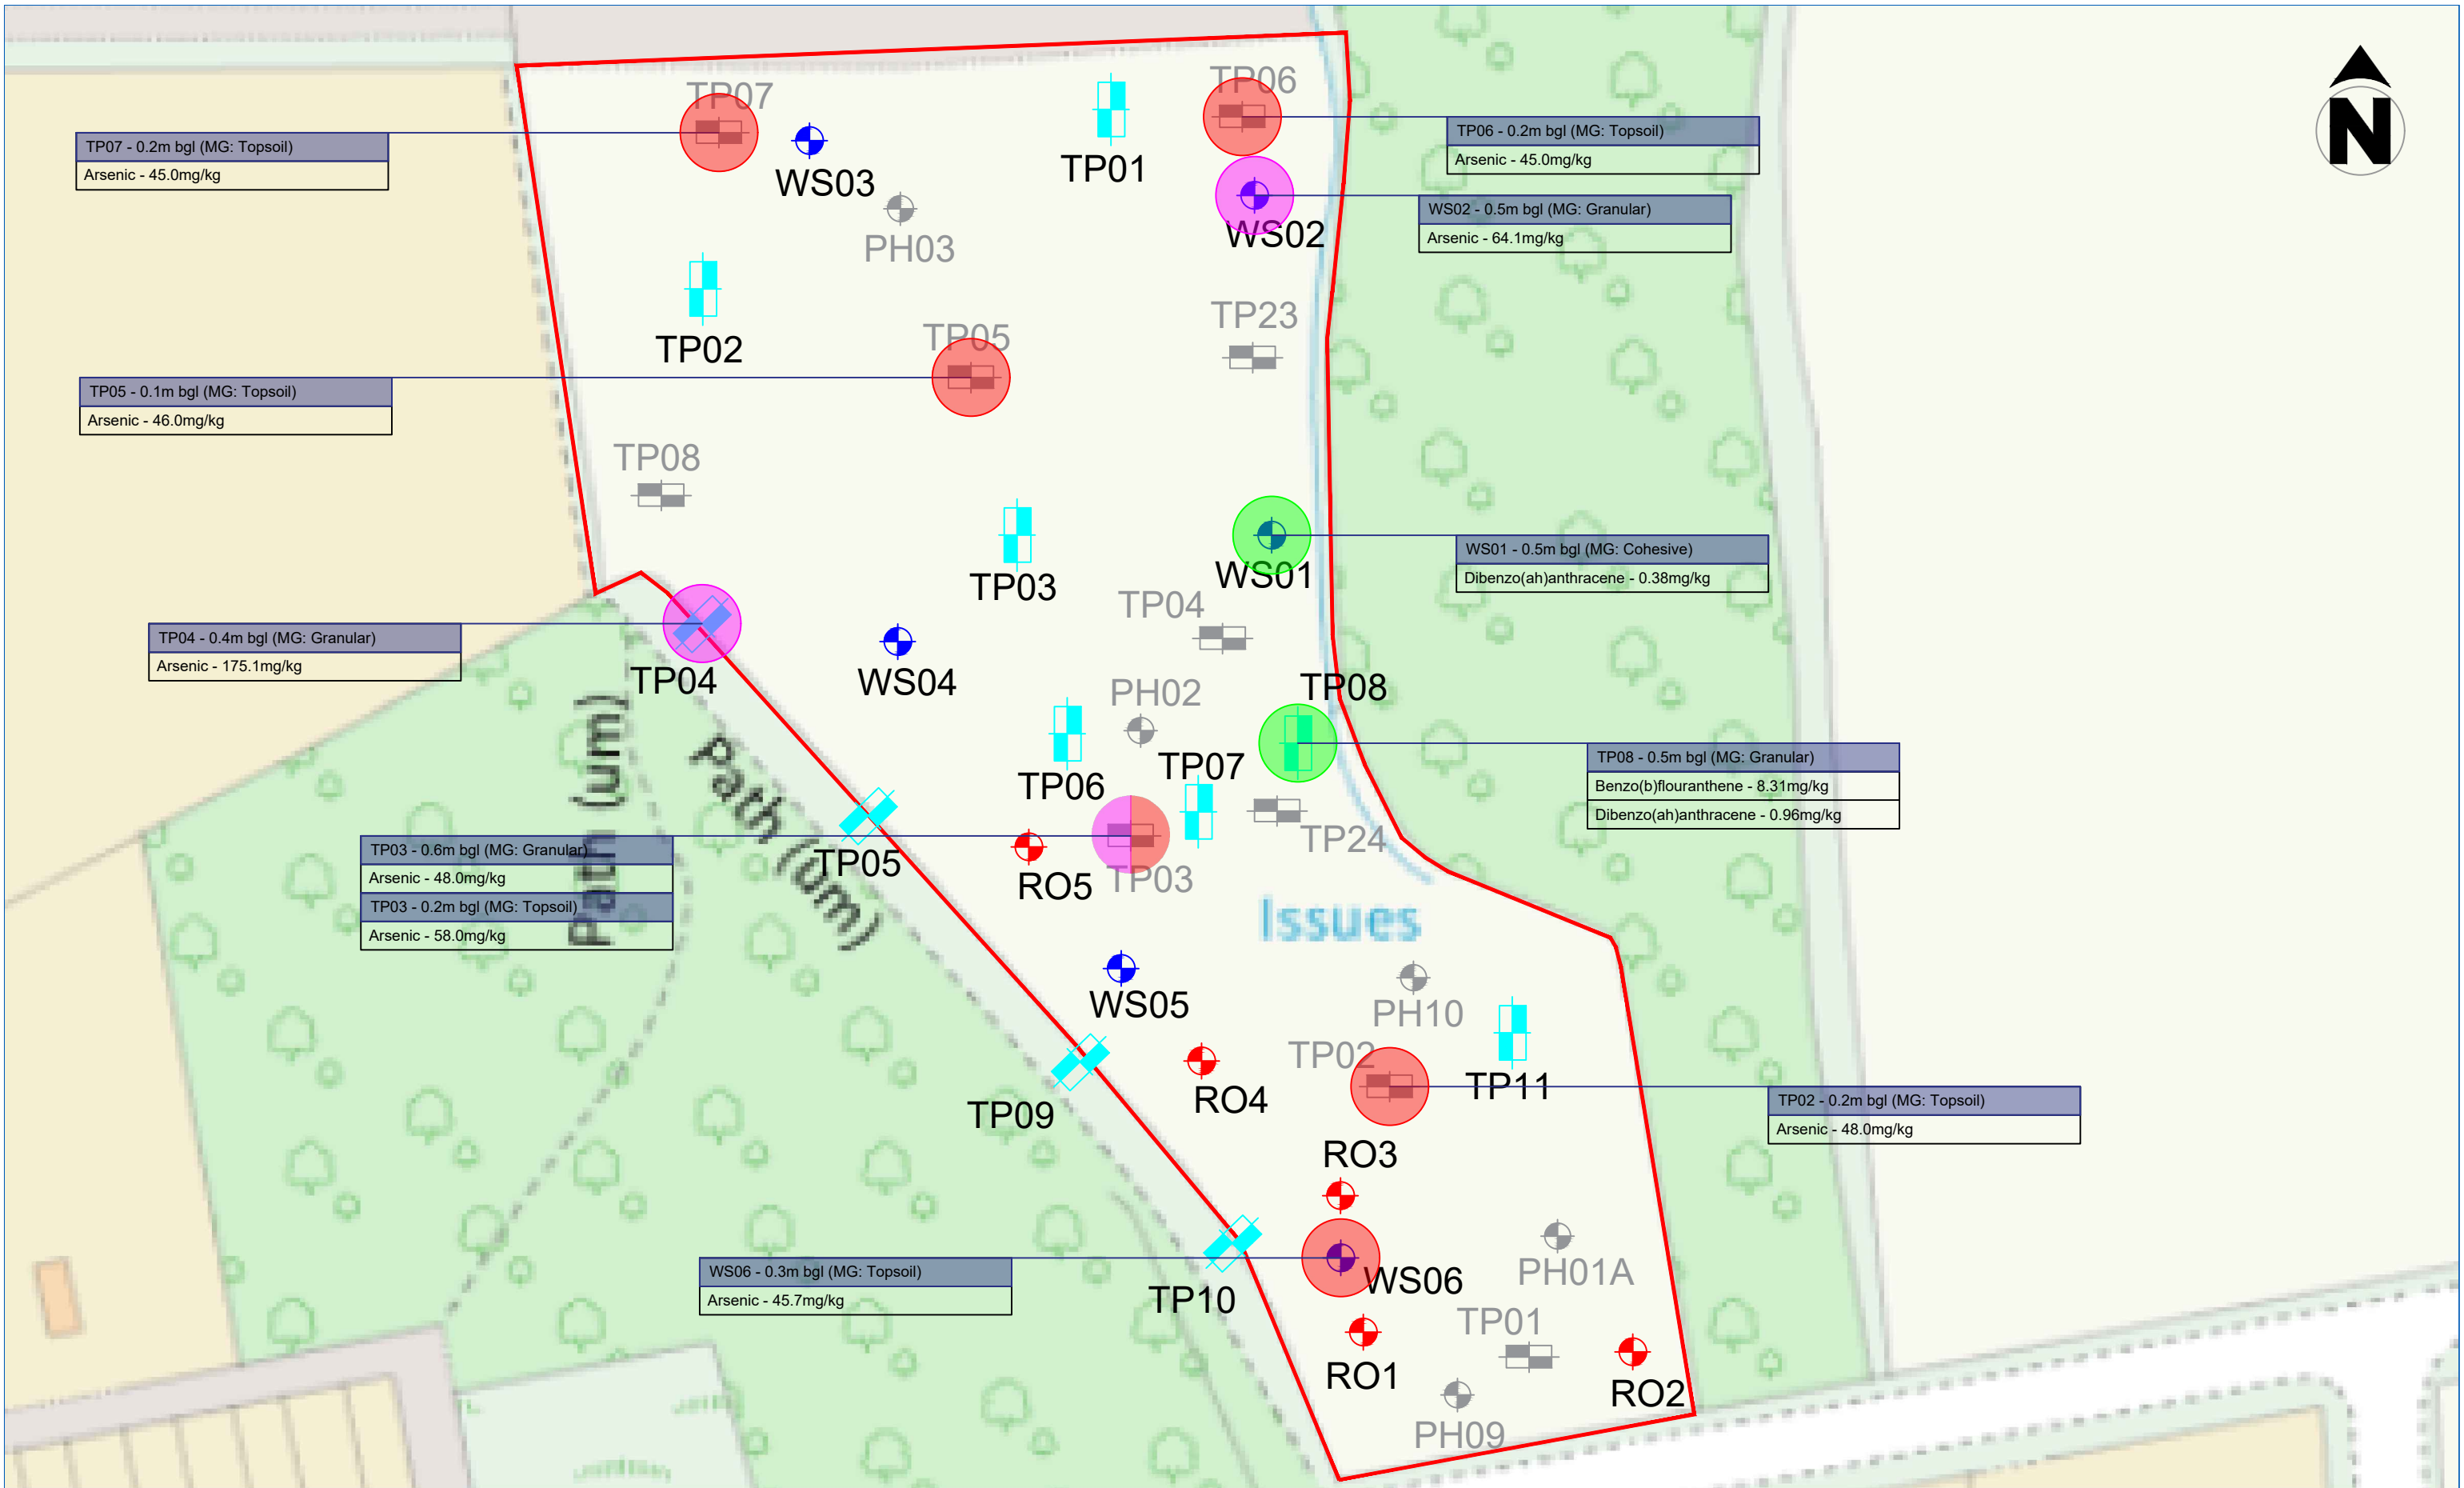 TP07
TP06
N
TP07 - 0.2m bgl (MG: Topsoil)
Arsenic - 45.0mg/kg
TP06 - 0.2m bgl (MG: Topsoil)
Arsenic - 45.0mg/kg
WS03
TP01
WS02
WS02 - 0.5m bgl (MG: Granular)
Arsenic - 64.1mg/kg
PH03
TP23
TP02
TP05
TP05 - 0.1m bgl (MG: Topsoil)
Arsenic - 46.0mg/kg
TP08
WS01 - 0.5m bgl (MG: Cohesive)
Dibenzo(ah)anthracene - 0.38mg/kg
TP03
WS01
TP04
TP04 - 0.4m bgl (MG: Granular)
Arsenic - 175.1mg/kg
TP04
WS04
PH02
TP08
Path (um)
Path (um)
TP06
TP07
TP08 - 0.5m bgl (MG: Granular)
Benzo(b)flouranthene - 8.31mg/kg
Dibenzo(ah)anthracene - 0.96mg/kg
TP24
TP05
TP03 - 0.6m bgl (MG: Granular)
Arsenic - 48.0mg/kg
TP03 - 0.2m bgl (MG: Topsoil)
Arsenic - 58.0mg/kg
RO5
TP03
Issues
WS05
PH10
TP02
TP11
TP09
RO4
TP02 - 0.2m bgl (MG: Topsoil)
Arsenic - 48.0mg/kg
RO3
WS06 - 0.3m bgl (MG: Topsoil)
Arsenic - 45.7mg/kg
TP10
WS06
PH01A
TP01
RO1
RO2
PH09